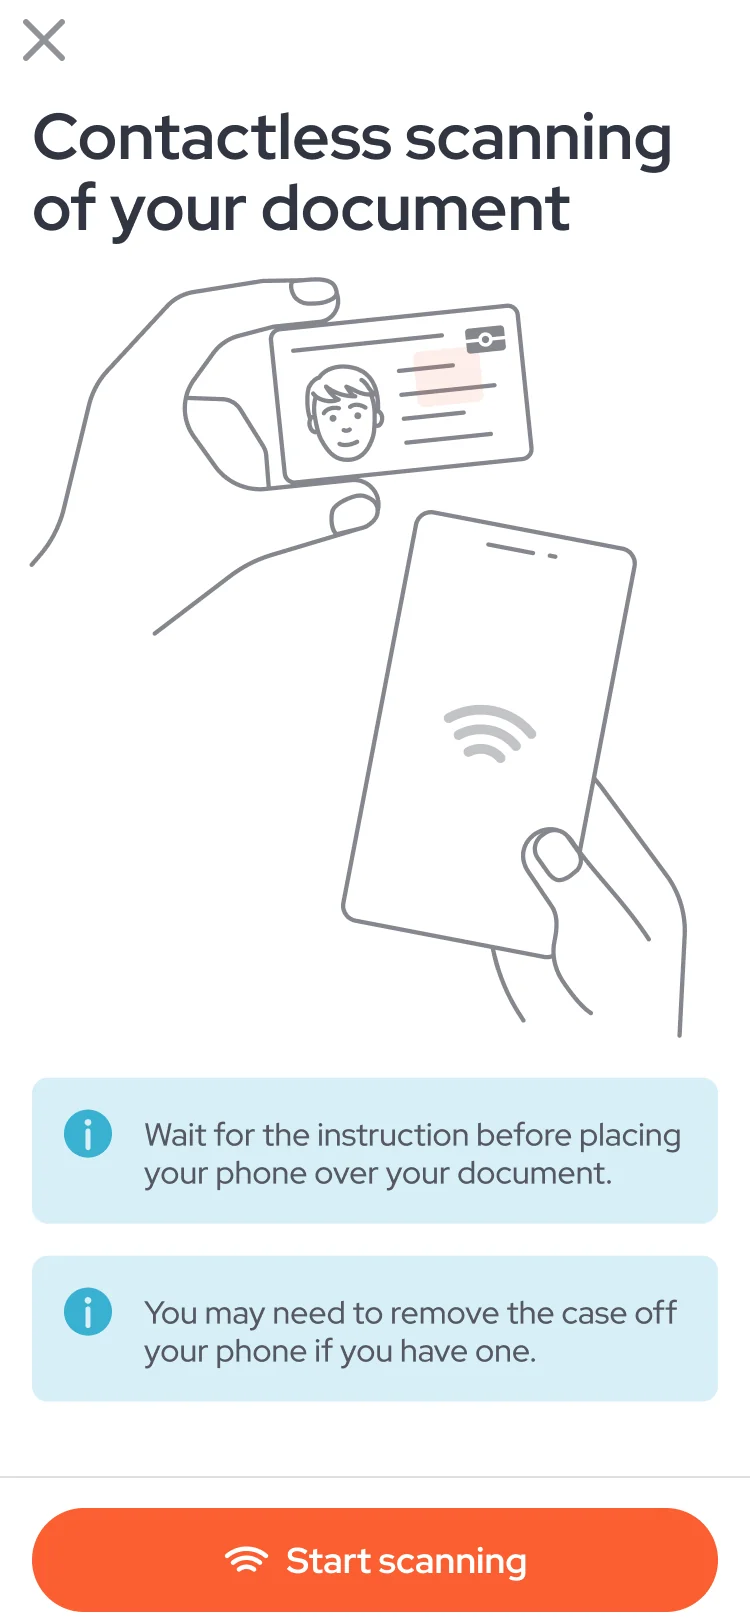 Contactless scanning
of your document
Wait for the instruction before placing
your phone over your document.
You may need to remove the case off
your phone if you have one.
Start scanning